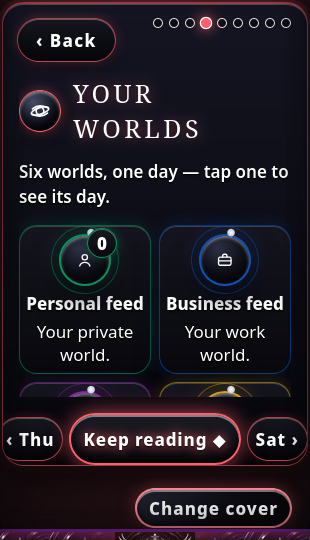 ‹ Back
YOUR
WORLDS
Six worlds, one day — tap one to
see its day.
0
Personal feed
Your private
world.
Business feed
Your work
world.
‹ Thu
Keep reading ◆
Sat ›
Change cover